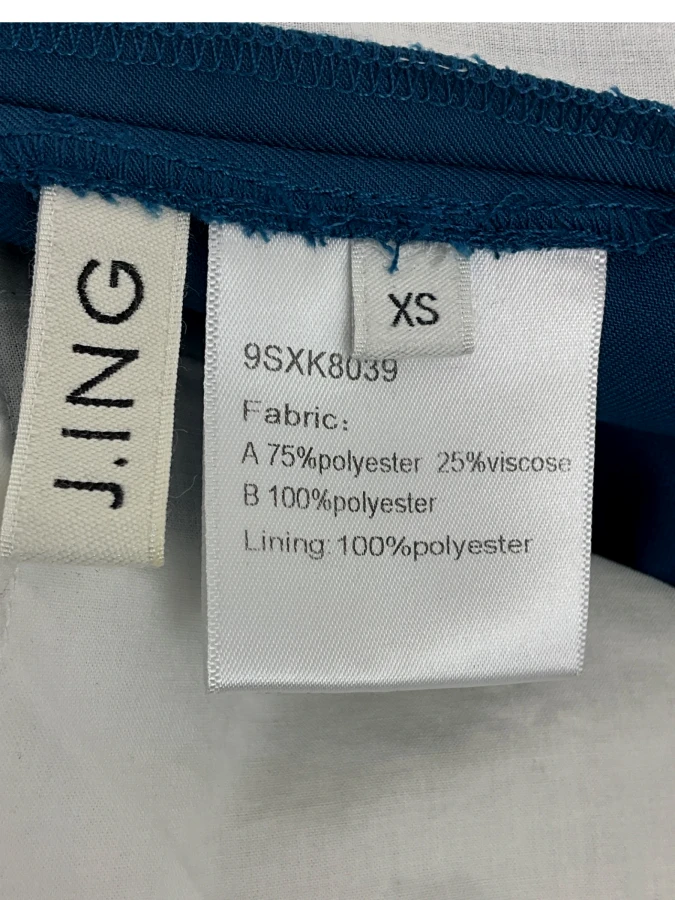 J.ING
XS
9SXK8039
Fabric:
A 75%polyester 25%viscose
B 100%polyester
Lining:100%polyester